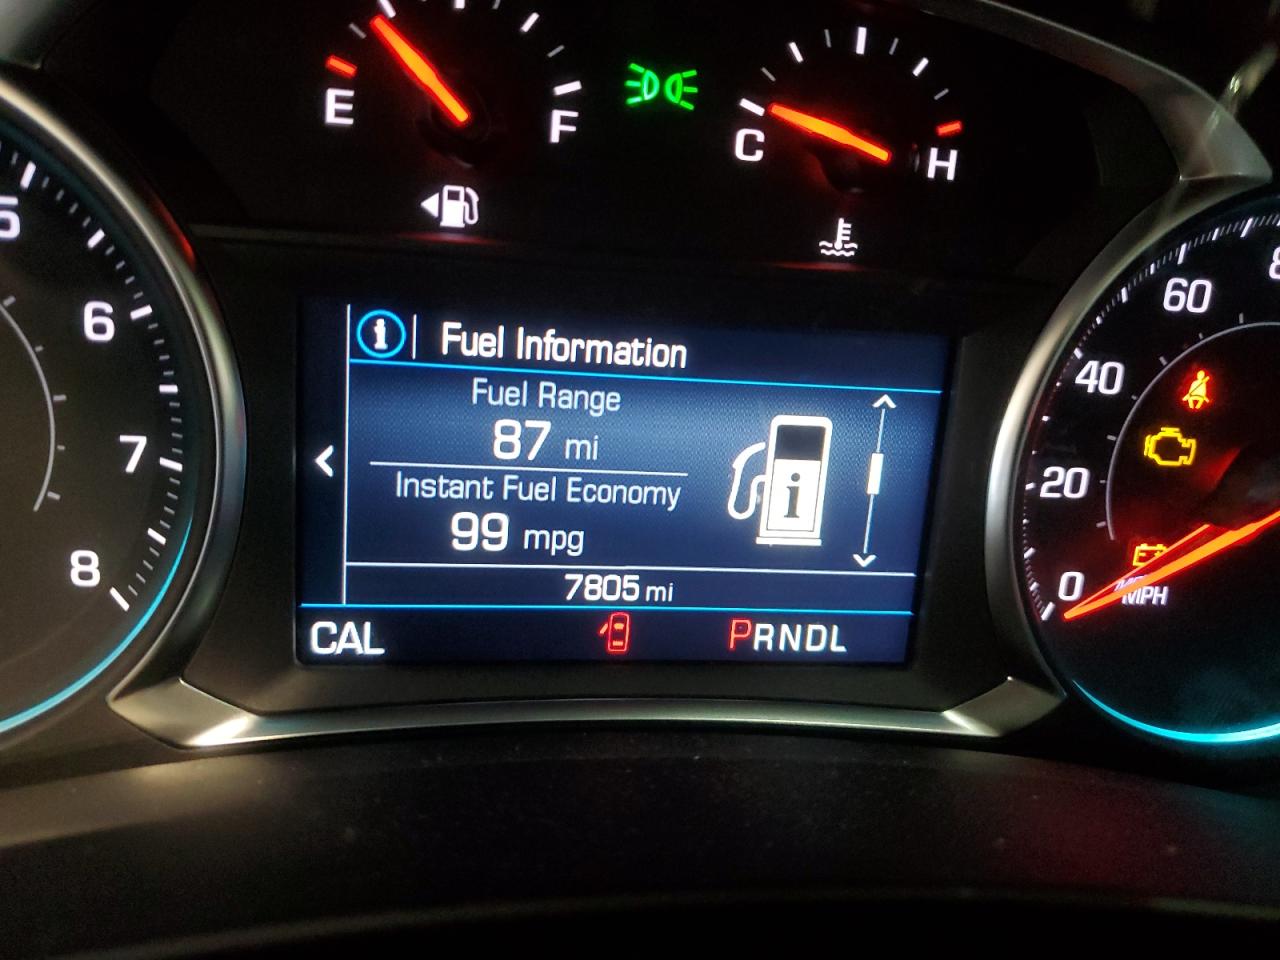 E
F
C
H
5
6
7
8
Fuel Information
Fuel Range
87 mi
Instant Fuel Economy
99 mpg
7805 mi
CAL
PRNDL
i
i
60
40
20
0
MPH